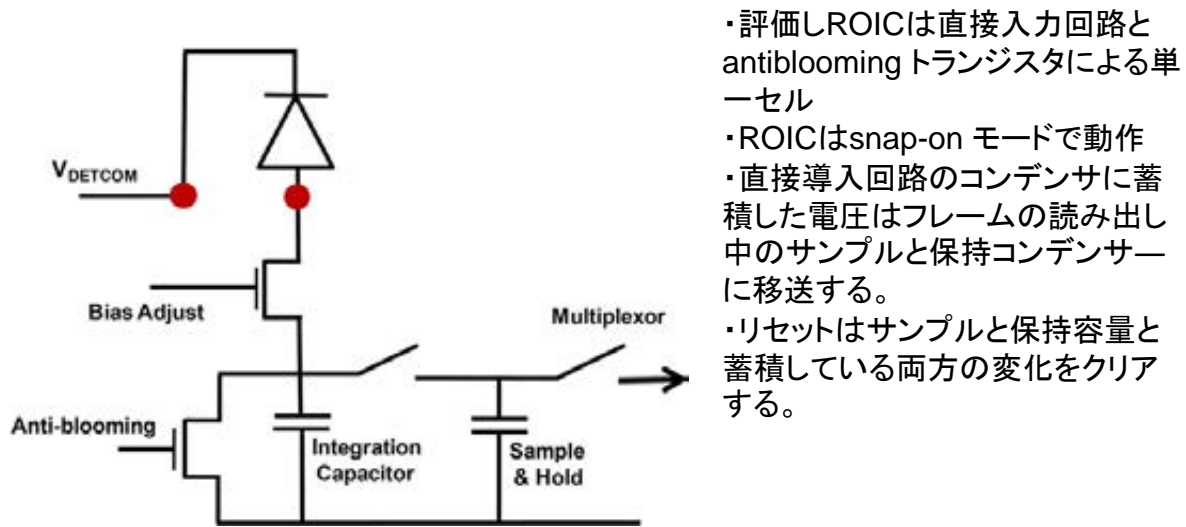 VDETCOM
Bias Adjust
Multiplexor
Anti-blooming
Integration
Capacitor
Sample
& Hold
・評価しROICは直接入力回路と
antiblooming トランジスタによる単
一セル
・ROICはsnap-on モードで動作
・直接導入回路のコンデンサに蓄
積した電圧はフレームの読み出し
中のサンプルと保持コンデンサ―
に移送する。
・リセットはサンプルと保持容量と
蓄積している両方の変化をクリア
する。